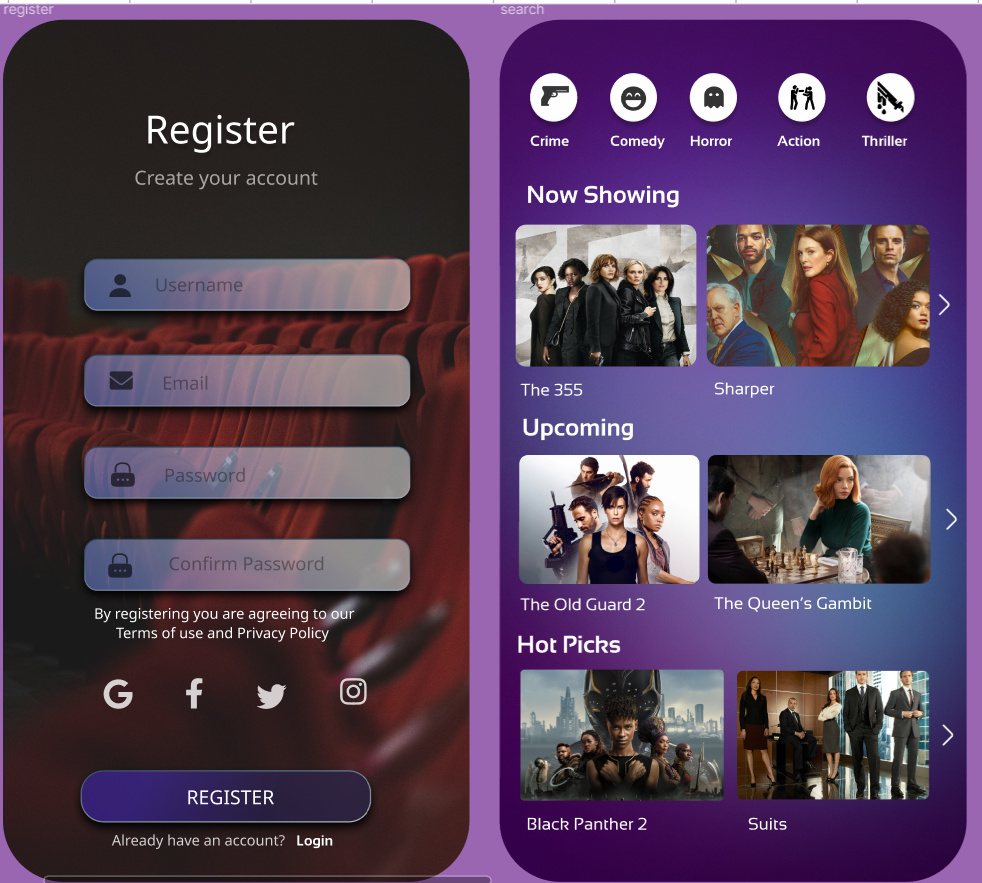 register
Register
Create your account
Username
Email
Password
Confirm Password
By registering you are agreeing to our
Terms of use and Privacy Policy
REGISTER
Already have an account? Login
search
Crime Comedy Horror Action Thriller
Now Showing
The 355 Sharper
Upcoming
The Old Guard 2 The Queen's Gambit
Hot Picks
Black Panther 2 Suits